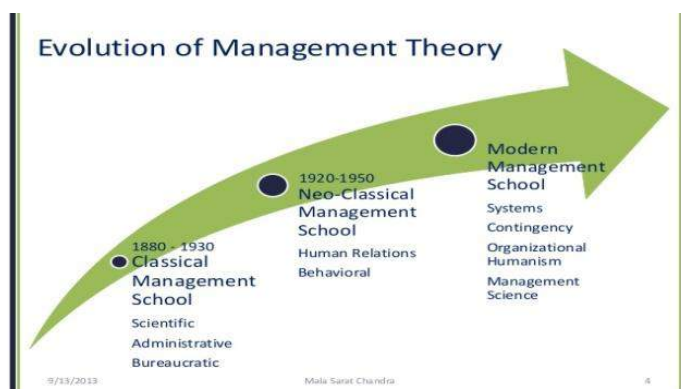 Evolution of Management Theory
1880 - 1930
Classical
Management
School
Scientific
Administrative
Bureaucratic
1920-1950
Neo-Classical
Management
School
Human Relations
Behavioral
Modern
Management
School
Systems
Contingency
Organizational
Humanism
Management
Science
9/13/2013
Mala Sarat Chandra
4